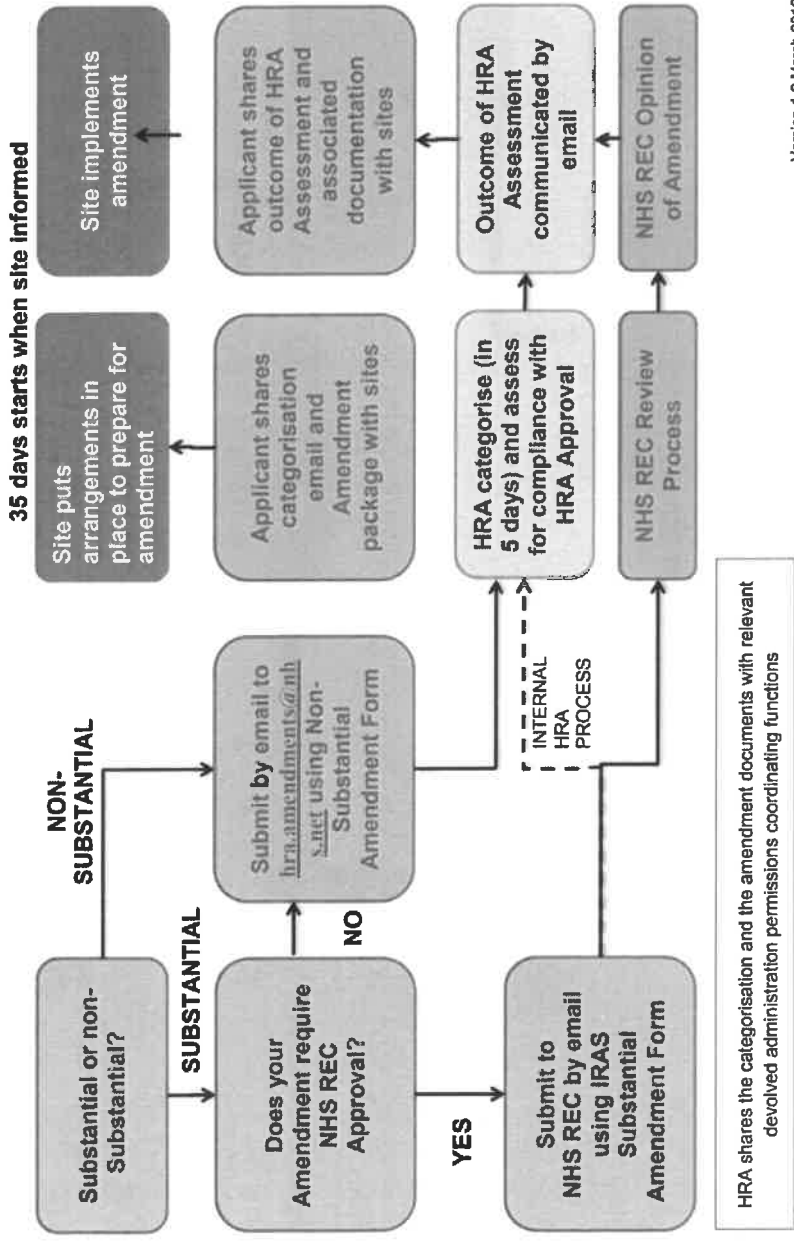 35 days starts when site informed
Substantial or non-
Substantial?
NON-
SUBSTANTIAL
SUBSTANTIAL
Does your
Amendment require
NHS REC
Approval?
NO
YES
Submit by email to
hra.amendments@nh
s.net using Non-
Substantial
Amendment Form
Submit to
NHS REC by email
using IRAS
Substantial
Amendment Form
INTERNAL
HRA
PROCESS
Site puts
arrangements in
place to prepare for
amendment
Applicant shares
categorisation
email and
Amendment
package with sites
HRA categorise (in
5 days) and assess
for compliance with
HRA Approval
NHS REC Review
Process
Site implements
amendment
Applicant shares
outcome of HRA
Assessment and
associated
documentation
with sites
Outcome of HRA
Assessment
communicated by
email
NHS REC Opinion
of Amendment
HRA shares the categorisation and the amendment documents with relevant
devolved administration permissions coordinating functions